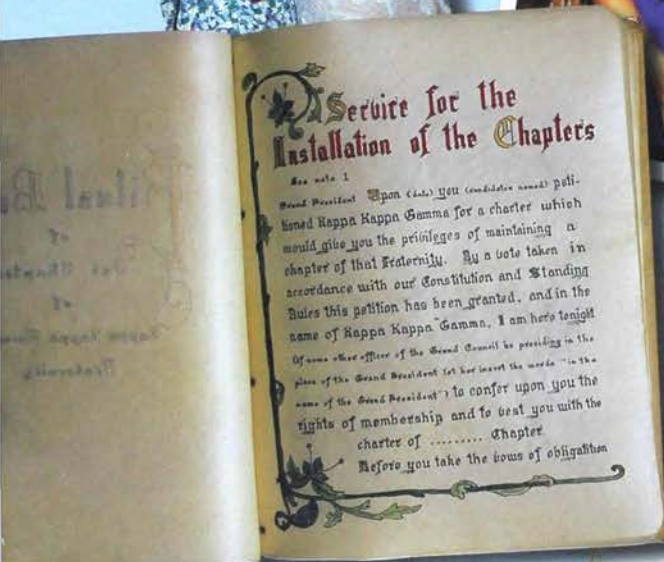 A Service for the
Installation of the Chapters
See note 1
Grand President Upon (date) you (candidates named) peti-
tioned Kappa Kappa Gamma for a charter which
would give you the privileges of maintaining a
chapter of that Fraternity. By a vote taken in
accordance with our Constitution and Standing
Rules this petition has been granted, and in the
name of Kappa Kappa Gamma, I am here tonight
(If some other officer of the Grand Council be presiding in the
place of the Grand President let her insert the words "in the
name of the Grand President") to confer upon you the
rights of membership and to vest you with the
charter of ......... Chapter
Before you take the vows of obligation